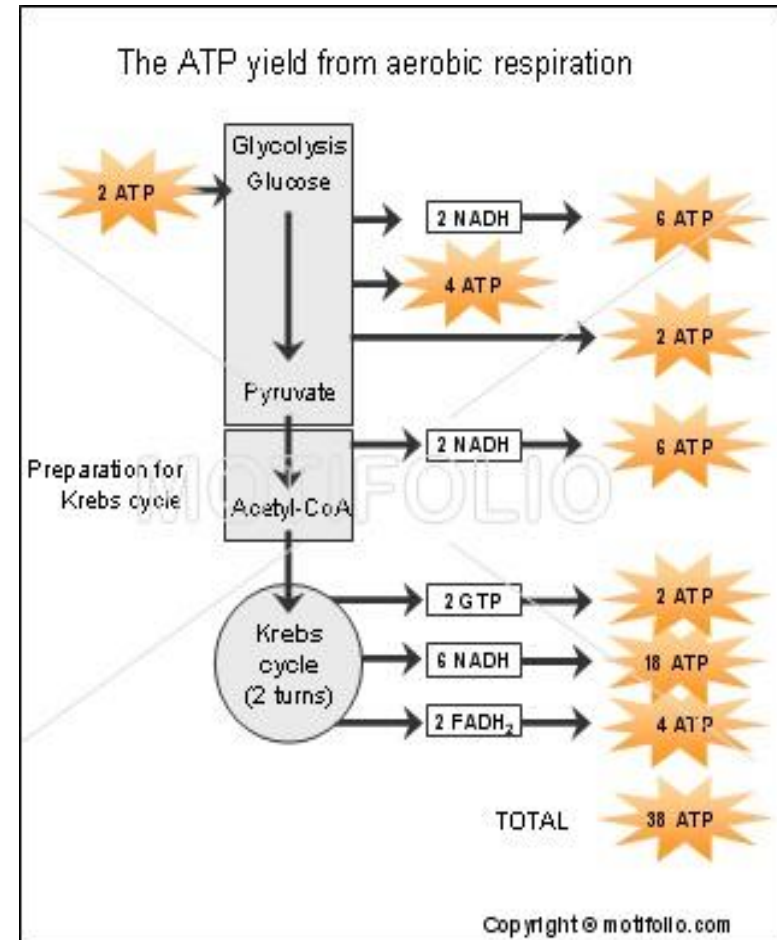 The ATP yield from aerobic respiration
Glycolysis
Glucose
2 ATP
2 NADH
6 ATP
4 ATP
2 ATP
Pyruvate
2 NADH
6 ATP
Preparation for
Krebs cycle
MOTIFOLIO
Acetyl-CoA
2 GTP
2 ATP
Krebs
cycle
(2 turns)
6 NADH
18 ATP
2 FADH₂
4 ATP
TOTAL
38 ATP
Copyright © motifolio.com